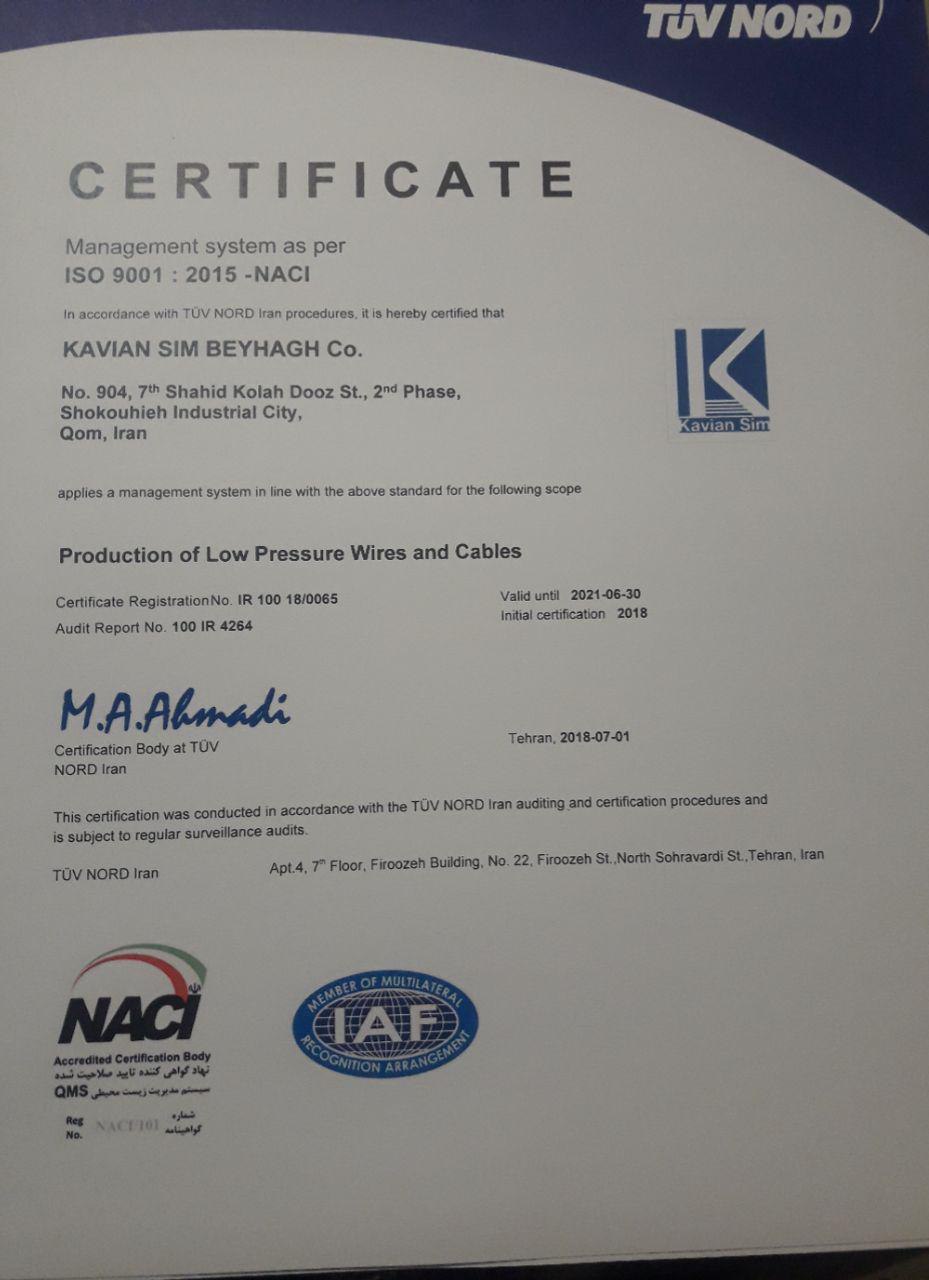 TÜV NORD
CERTIFICATE
Management system as per
ISO 9001 : 2015 -NACI
In accordance with TÜV NORD Iran procedures, it is hereby certified that
KAVIAN SIM BEYHAGH Co.
No. 904, 7th Shahid Kolah Dooz St., 2nd Phase,
Shokouhieh Industrial City,
Qom, Iran
Kavian Sim
applies a management system in line with the above standard for the following scope
Production of Low Pressure Wires and Cables
Certificate Registration No. IR 100 18/0065
Valid until 2021-06-30
Audit Report No. 100 IR 4264
Initial certification 2018
M.A.Ahmadi
Certification Body at TÜV
NORD Iran
Tehran, 2018-07-01
This certification was conducted in accordance with the TÜV NORD Iran auditing and certification procedures and
is subject to regular surveillance audits.
TÜV NORD Iran
Apt.4, 7th Floor, Firoozeh Building, No. 22, Firoozeh St.,North Sohravardi St.,Tehran, Iran
NACI
Accredited Certification Body
نهاد گواهی کننده تایید صلاحیت شده
QMS سیستم مدیریت زیست محیطی
Reg No. NACI/101 شماره گواهینامه
MEMBER OF MULTILATERAL
IAF
RECOGNITION ARRANGEMENT